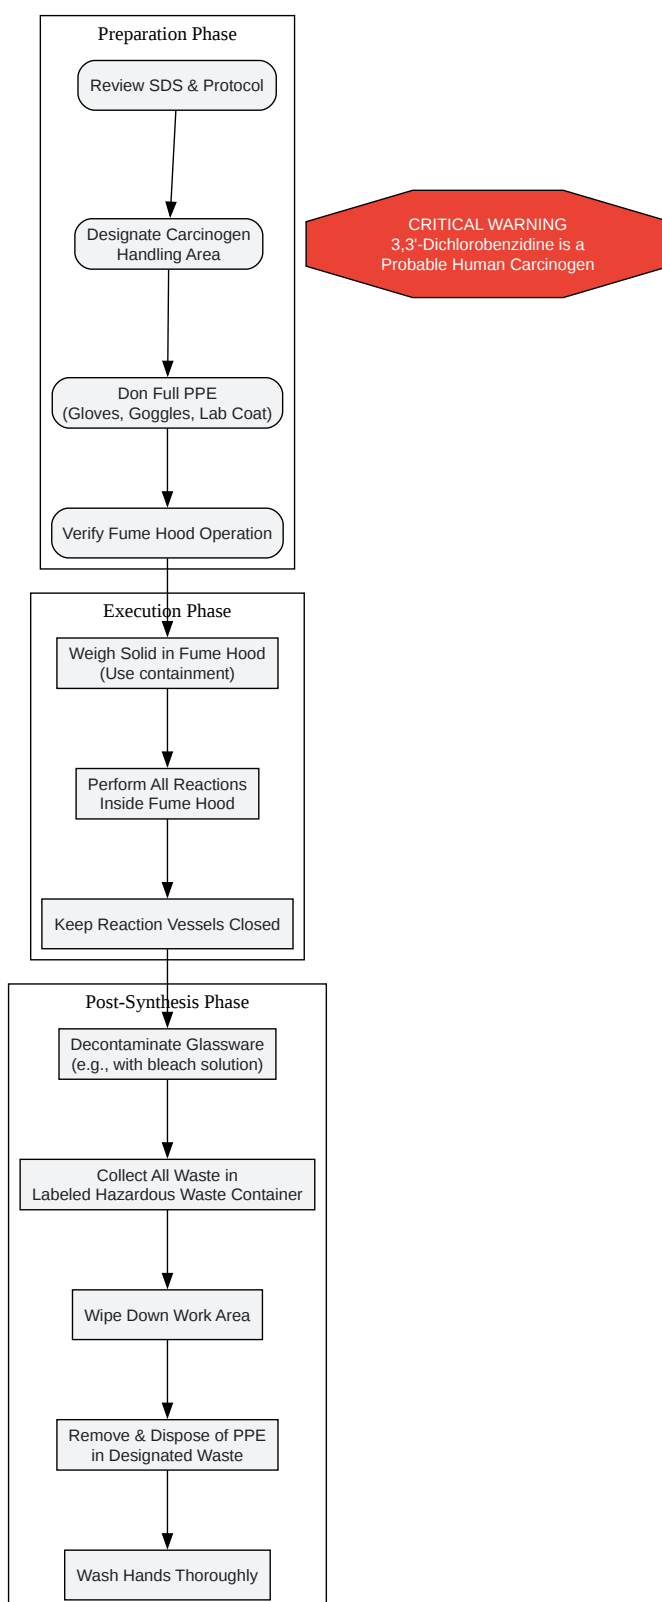 Preparation Phase
Review SDS & Protocol
Designate Carcinogen
Handling Area
CRITICAL WARNING
3,3'-Dichlorobenzidine is a
Probable Human Carcinogen
Don Full PPE
(Gloves, Goggles, Lab Coat)
Verify Fume Hood Operation
Execution Phase
Weigh Solid in Fume Hood
(Use containment)
Perform All Reactions
Inside Fume Hood
Keep Reaction Vessels Closed
Post-Synthesis Phase
Decontaminate Glassware
(e.g., with bleach solution)
Collect All Waste in
Labeled Hazardous Waste Container
Wipe Down Work Area
Remove & Dispose of PPE
in Designated Waste
Wash Hands Thoroughly